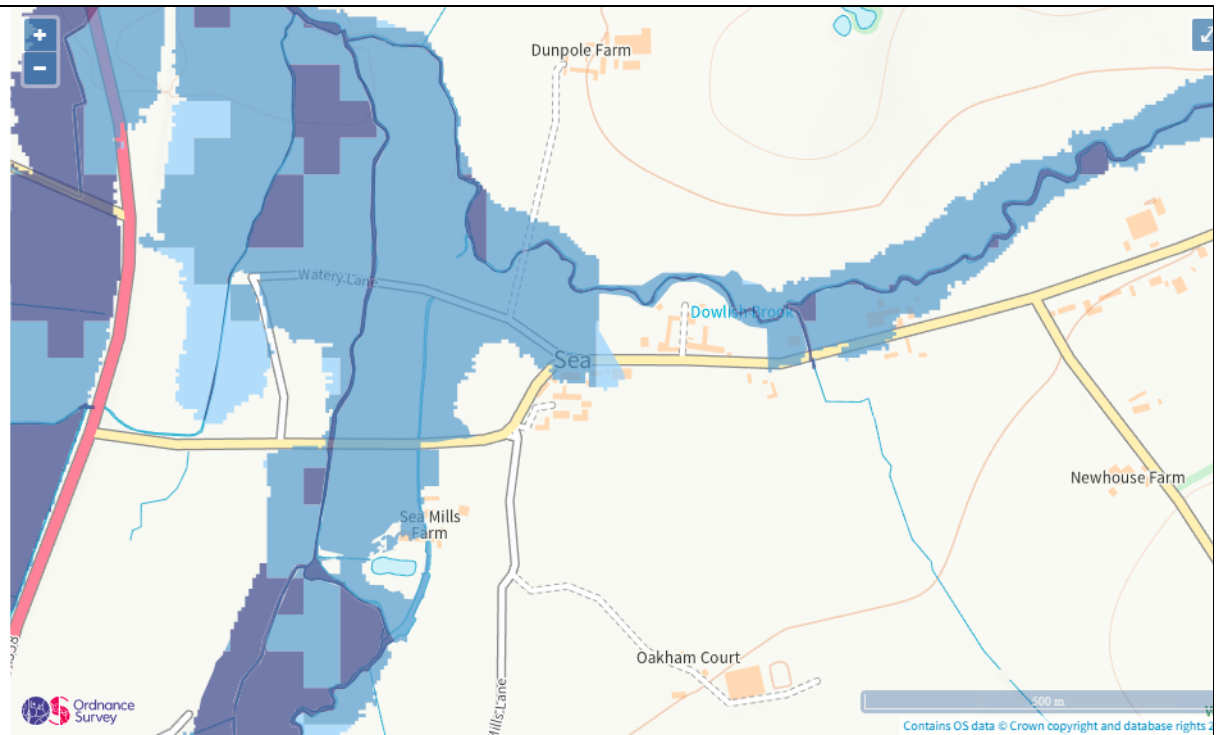 +
−
Dunpole Farm
Watery Lane
Dowlish Brook
Sea
Newhouse Farm
Sea Mills
Farm
Oakham Court
Mills Lane
Ordnance
Survey
500 m
Contains OS data © Crown copyright and database rights 2